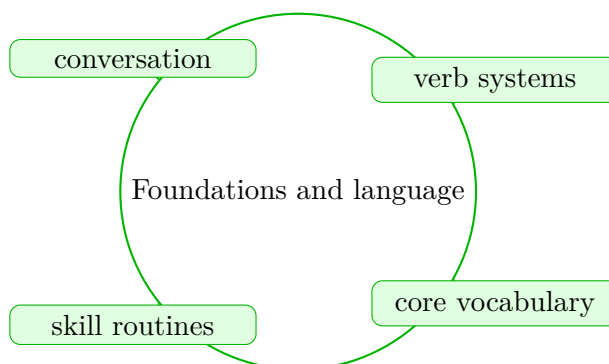 conversation
verb systems
Foundations and language
core vocabulary
skill routines